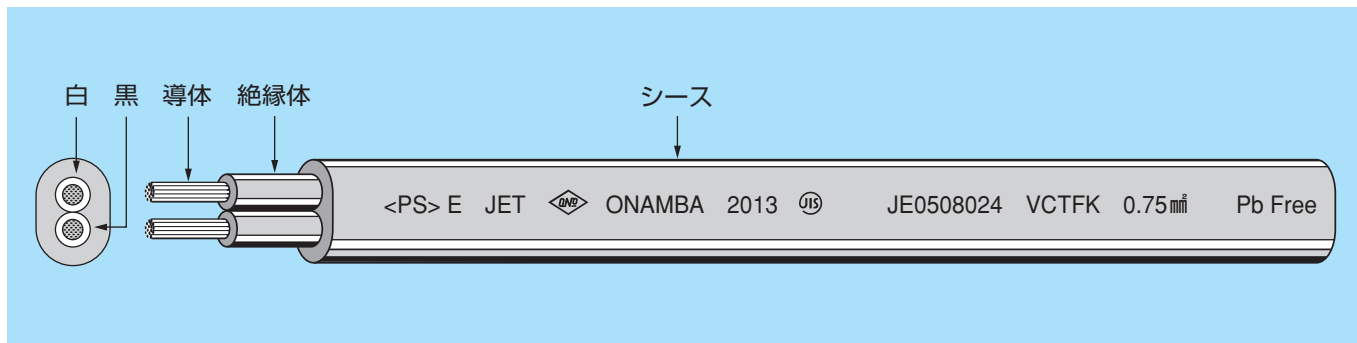 白 黒 導体 絶縁体 シース
<PS> E JET ONAMBA 2013 JIS JE0508024 VCTFK 0.75㎟ Pb Free